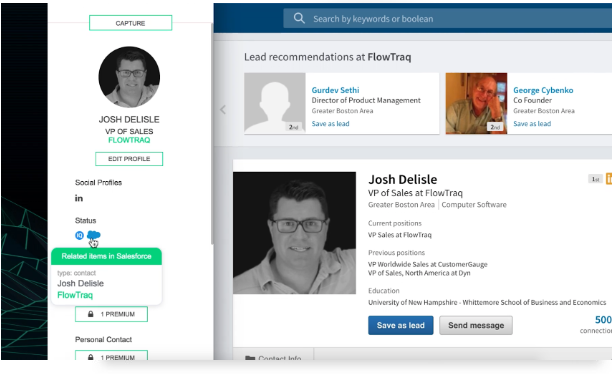 CAPTURE
JOSH DELISLE
VP OF SALES
FLOWTRAQ
EDIT PROFILE
Social Profiles
in
Status
IQ
Related items in Salesforce
type: contact
Josh Delisle
FlowTraq
1 PREMIUM
Personal Contact
1 PREMIUM
Search by keywords or boolean
Lead recommendations at FlowTraq
Gurdev Sethi
Director of Product Management
Greater Boston Area
2nd
Save as lead
George Cybenko
Co Founder
Greater Boston Area
2nd
Save as lead
Josh Delisle
1st
in
VP of Sales at FlowTraq
Greater Boston Area | Computer Software
Current positions
VP Sales at FlowTraq
Previous positions
VP Worldwide Sales at CustomerGauge
VP of Sales, North America at Dyn
Education
University of New Hampshire - Whittemore School of Business and Economics
Save as lead
Send message
500
connection
Contact Info